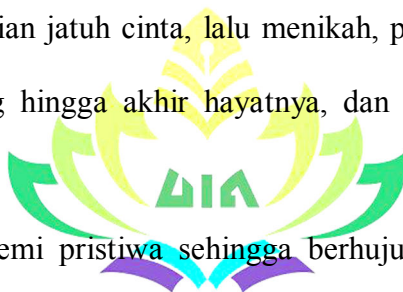 ian jatuh cinta, lalu menikah, p
g hingga akhir hayatnya, dan
UIN
emi pristiwa sehingga berhuju